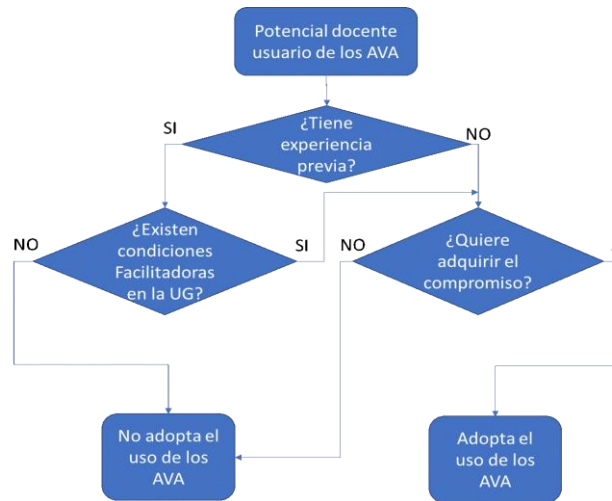 Potencial docente
usuario de los AVA
SI
¿Tiene
experiencia
previa?
NO
NO
¿Existen
condiciones
Facilitadoras
en la UG?
SI
NO
¿Quiere
adquirir el
compromiso?
No adopta el
uso de los
AVA
Adopta el
uso de los
AVA